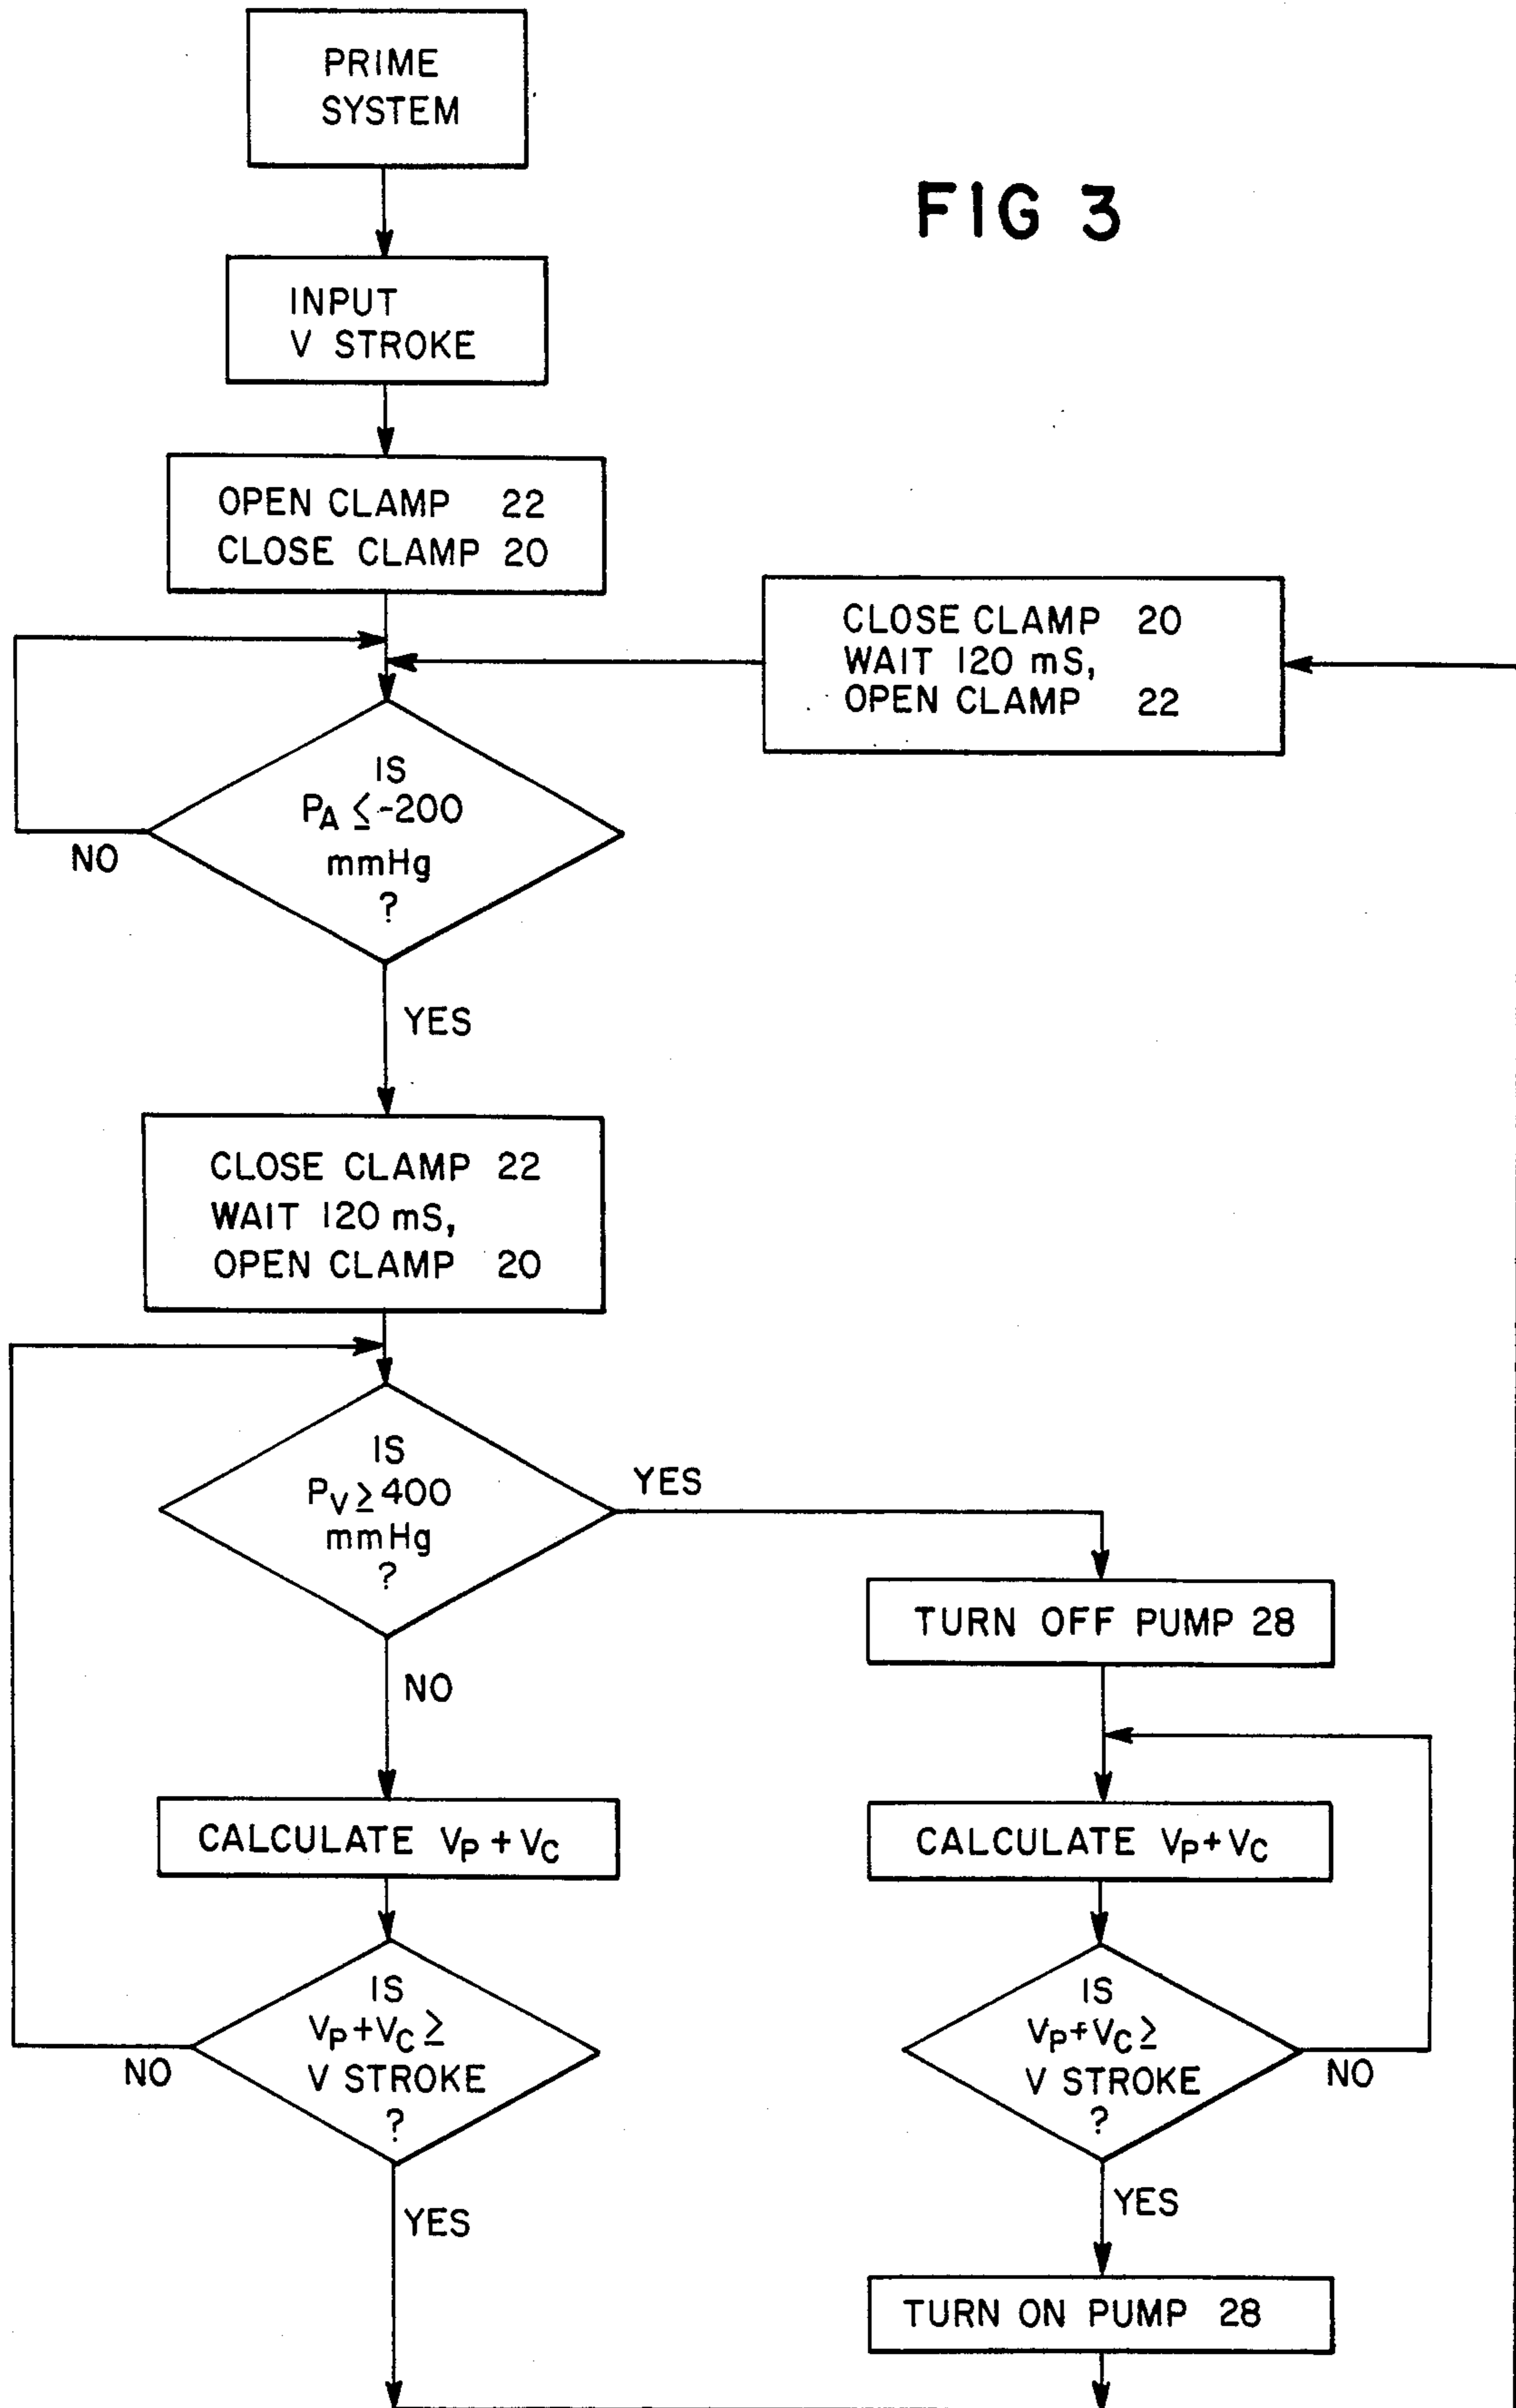 PRIME
SYSTEM
FIG 3
INPUT
V STROKE
OPEN CLAMP 22
CLOSE CLAMP 20
CLOSE CLAMP 20
WAIT 120 mS,
OPEN CLAMP 22
IS
PA ≤ -200
mmHg
?
NO
YES
CLOSE CLAMP 22
WAIT 120 mS,
OPEN CLAMP 20
IS
PV ≥ 400
mmHg
?
YES
NO
TURN OFF PUMP 28
CALCULATE VP + VC
CALCULATE VP + VC
IS
VP + VC ≥
V STROKE
?
NO
YES
IS
VP + VC ≥
V STROKE
?
NO
YES
TURN ON PUMP 28